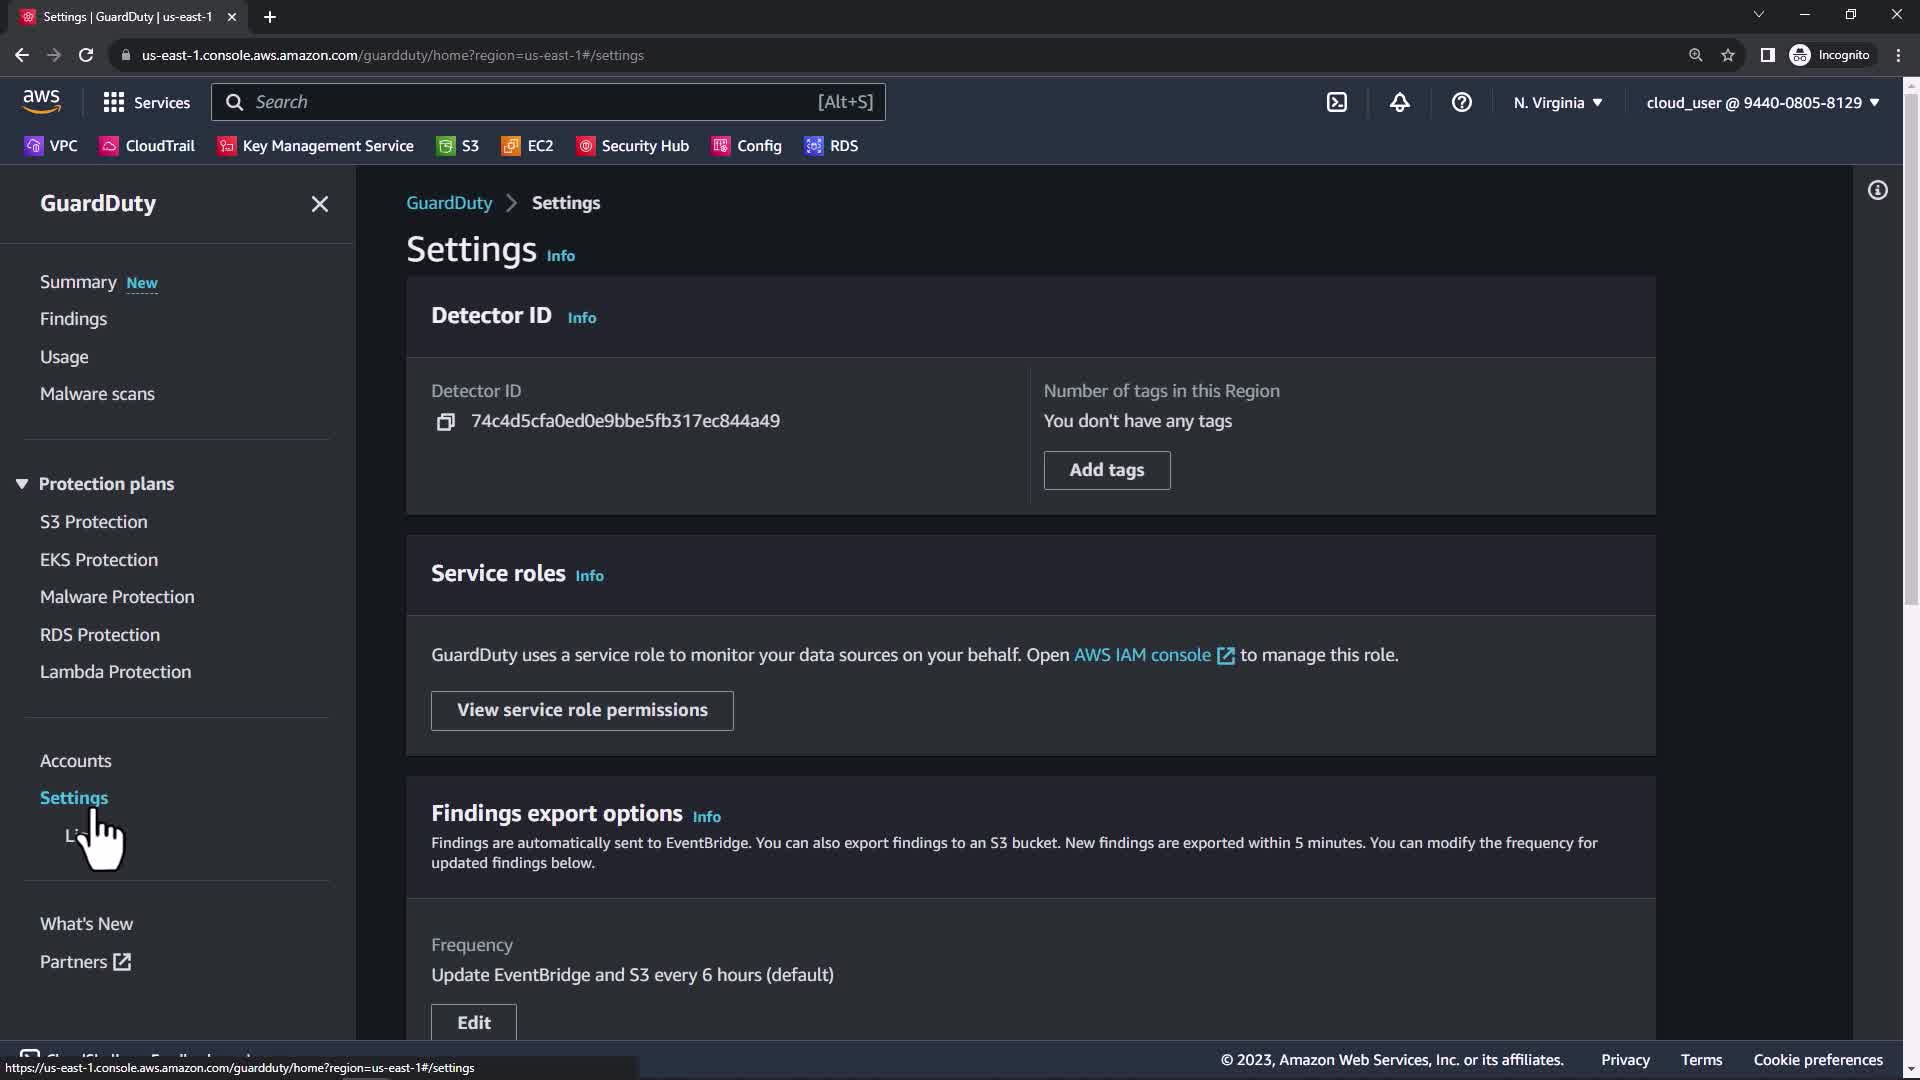 Settings | GuardDuty | us-east-1
us-east-1.console.aws.amazon.com/guardduty/home?region=us-east-1#/settings
Incognito
aws
Services
Search
[Alt+S]
N. Virginia
cloud_user @ 9440-0805-8129
VPC
CloudTrail
Key Management Service
S3
EC2
Security Hub
Config
RDS
GuardDuty
Summary New
Findings
Usage
Malware scans
Protection plans
S3 Protection
EKS Protection
Malware Protection
RDS Protection
Lambda Protection
Accounts
Settings
What's New
Partners
GuardDuty > Settings
Settings Info
Detector ID Info
Detector ID
74c4d5cfa0ed0e9bbe5fb317ec844a49
Number of tags in this Region
You don't have any tags
Add tags
Service roles Info
GuardDuty uses a service role to monitor your data sources on your behalf. Open AWS IAM console to manage this role.
View service role permissions
Findings export options Info
Findings are automatically sent to EventBridge. You can also export findings to an S3 bucket. New findings are exported within 5 minutes. You can modify the frequency for
updated findings below.
Frequency
Update EventBridge and S3 every 6 hours (default)
Edit
© 2023, Amazon Web Services, Inc. or its affiliates.
Privacy
Terms
Cookie preferences
https://us-east-1.console.aws.amazon.com/guardduty/home?region=us-east-1#/settings